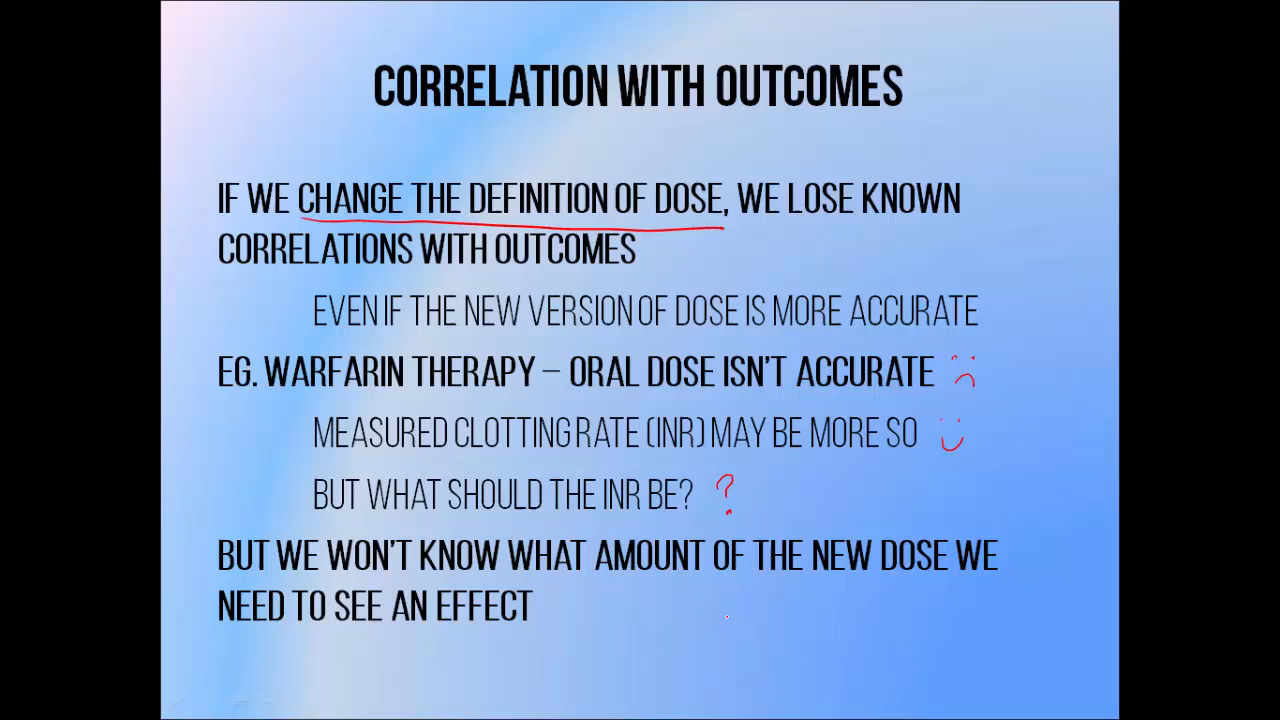 CORRELATION WITH OUTCOMES
IF WE CHANGE THE DEFINITION OF DOSE, WE LOSE KNOWN
CORRELATIONS WITH OUTCOMES
EVEN IF THE NEW VERSION OF DOSE IS MORE ACCURATE
EG. WARFARIN THERAPY – ORAL DOSE ISN'T ACCURATE
MEASURED CLOTTING RATE (INR) MAY BE MORE SO
BUT WHAT SHOULD THE INR BE? ?
BUT WE WON'T KNOW WHAT AMOUNT OF THE NEW DOSE WE
NEED TO SEE AN EFFECT